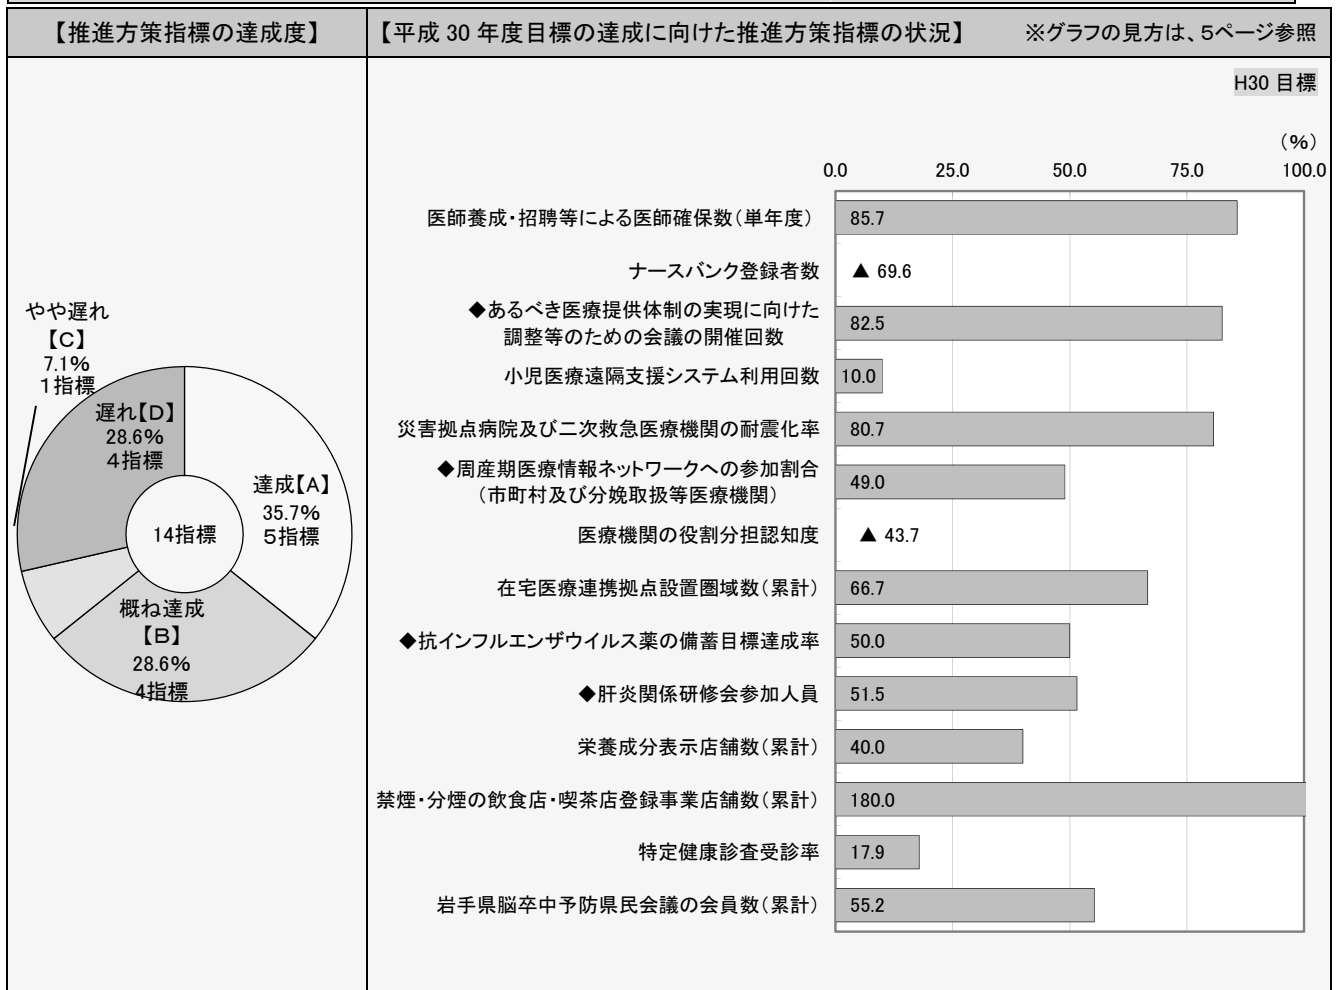 【推進方策指標の達成度】
【平成 30 年度目標の達成に向けた推進方策指標の状況】 ※グラフの見方は、5ページ参照
やや遅れ
【C】
7.1%
1指標
遅れ【D】
28.6%
4指標
達成【A】
35.7%
5指標
14指標
概ね達成
【B】
28.6%
4指標
H30 目標
（%）
0.0 25.0 50.0 75.0 100.0
医師養成・招聘等による医師確保数（単年度） 85.7
ナースバンク登録者数 ▲ 69.6
◆あるべき医療提供体制の実現に向けた
調整等のための会議の開催回数 82.5
小児医療遠隔支援システム利用回数 10.0
災害拠点病院及び二次救急医療機関の耐震化率 80.7
◆周産期医療情報ネットワークへの参加割合
（市町村及び分娩取扱等医療機関） 49.0
医療機関の役割分担認知度 ▲ 43.7
在宅医療連携拠点設置圏域数（累計） 66.7
◆抗インフルエンザウイルス薬の備蓄目標達成率 50.0
◆肝炎関係研修会参加人員 51.5
栄養成分表示店舗数（累計） 40.0
禁煙・分煙の飲食店・喫茶店登録事業店舗数（累計） 180.0
特定健康診査受診率 17.9
岩手県脳卒中予防県民会議の会員数（累計） 55.2